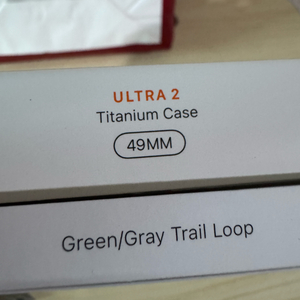 ULTRA 2
Titanium Case
49MM
Green/Gray Trail Loop